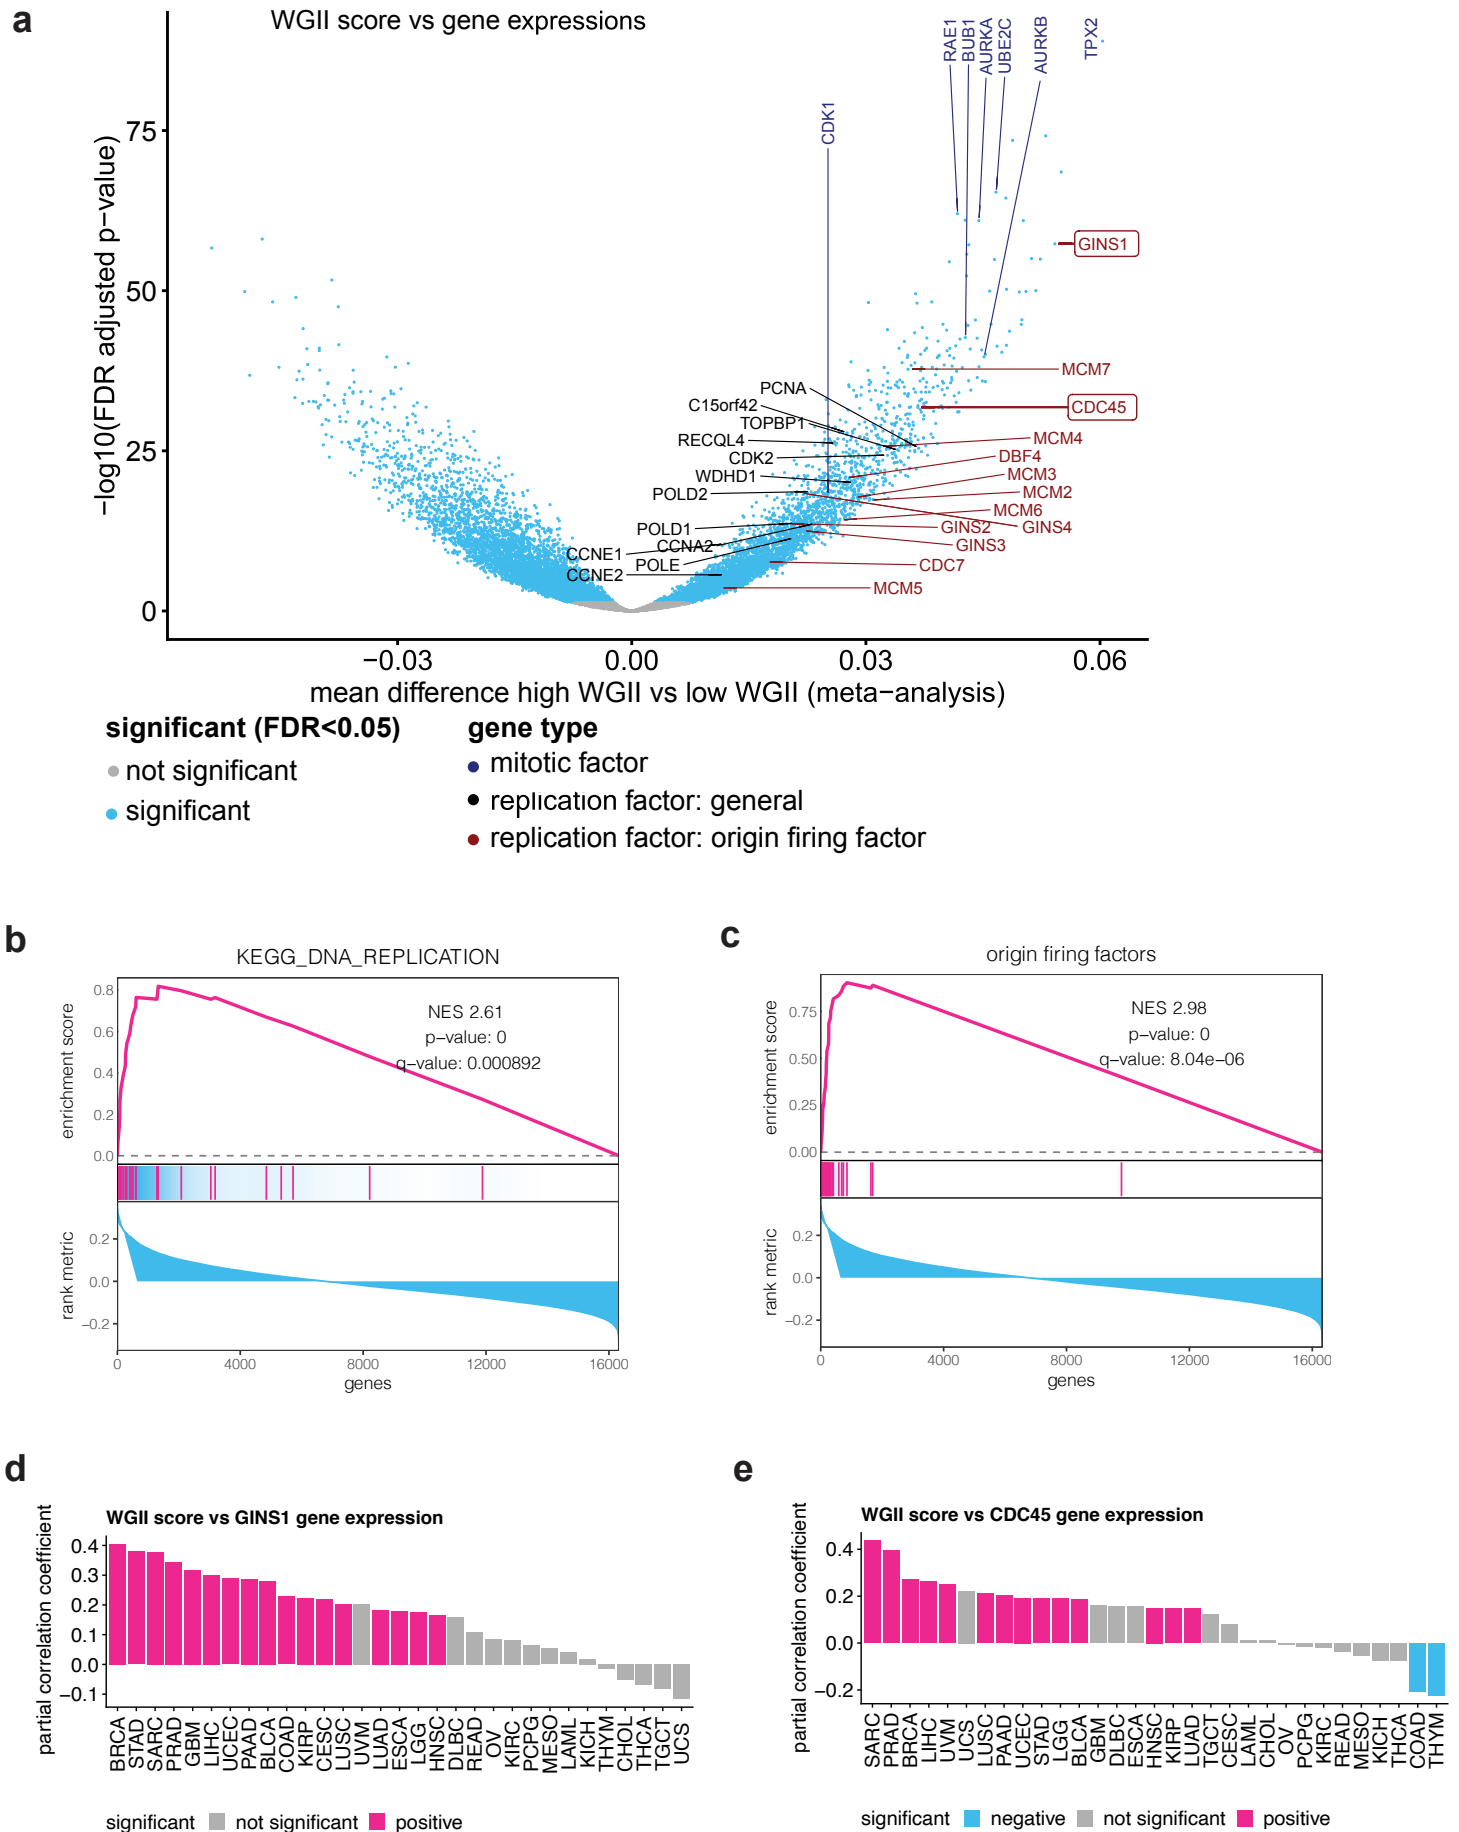 a
WGII score vs gene expressions
RAE1
BUB1
AURKA
UBE2C
AURKB
TPX2
CDK1
GINS1
MCM7
CDC45
PCNA
C15orf42
TOPBP1
RECQL4
CDK2
WDHD1
POLD2
POLD1
CCNA2
CCNE1
POLE
CCNE2
MCM4
DBF4
MCM3
MCM2
MCM6
GINS2
GINS4
GINS3
CDC7
MCM5
−log10(FDR adjusted p−value)
75
50
25
0
−0.03 0.00 0.03 0.06
mean difference high WGII vs low WGII (meta−analysis)
significant (FDR<0.05)
not significant
significant
gene type
mitotic factor
replication factor: general
replication factor: origin firing factor
b
KEGG_DNA_REPLICATION
NES 2.61
p−value: 0
q−value: 0.000892
enrichment score
0.8
0.6
0.4
0.2
0.0
rank metric
0.2
0.0
−0.2
0 4000 8000 12000 16000
genes
c
origin firing factors
NES 2.98
p−value: 0
q−value: 8.04e−06
enrichment score
0.75
0.50
0.25
0.00
rank metric
0.2
0.0
−0.2
0 4000 8000 12000 16000
genes
d
WGII score vs GINS1 gene expression
partial correlation coefficient
0.4
0.3
0.2
0.1
0.0
−0.1
BRCA STAD SARC PRAD GBM LIHC UCEC PAAD BLCA COAD KIRP CESC LUSC UVM LUAD ESCA LGG HNSC DLBC READ OV KIRC PCPG MESO LAML KICH THYM CHOL THCA TGCT UCS
significant not significant positive
e
WGII score vs CDC45 gene expression
partial correlation coefficient
0.4
0.2
0.0
−0.2
SARC PRAD BRCA LIHC UVM UCS LUSC PAAD UCEC STAD LGG BLCA GBM DLBC ESCA HNSC KIRP LUAD TGCT CESC LAML CHOL OV PCPG KIRC READ MESO KICH THCA COAD THYM
significant negative not significant positive